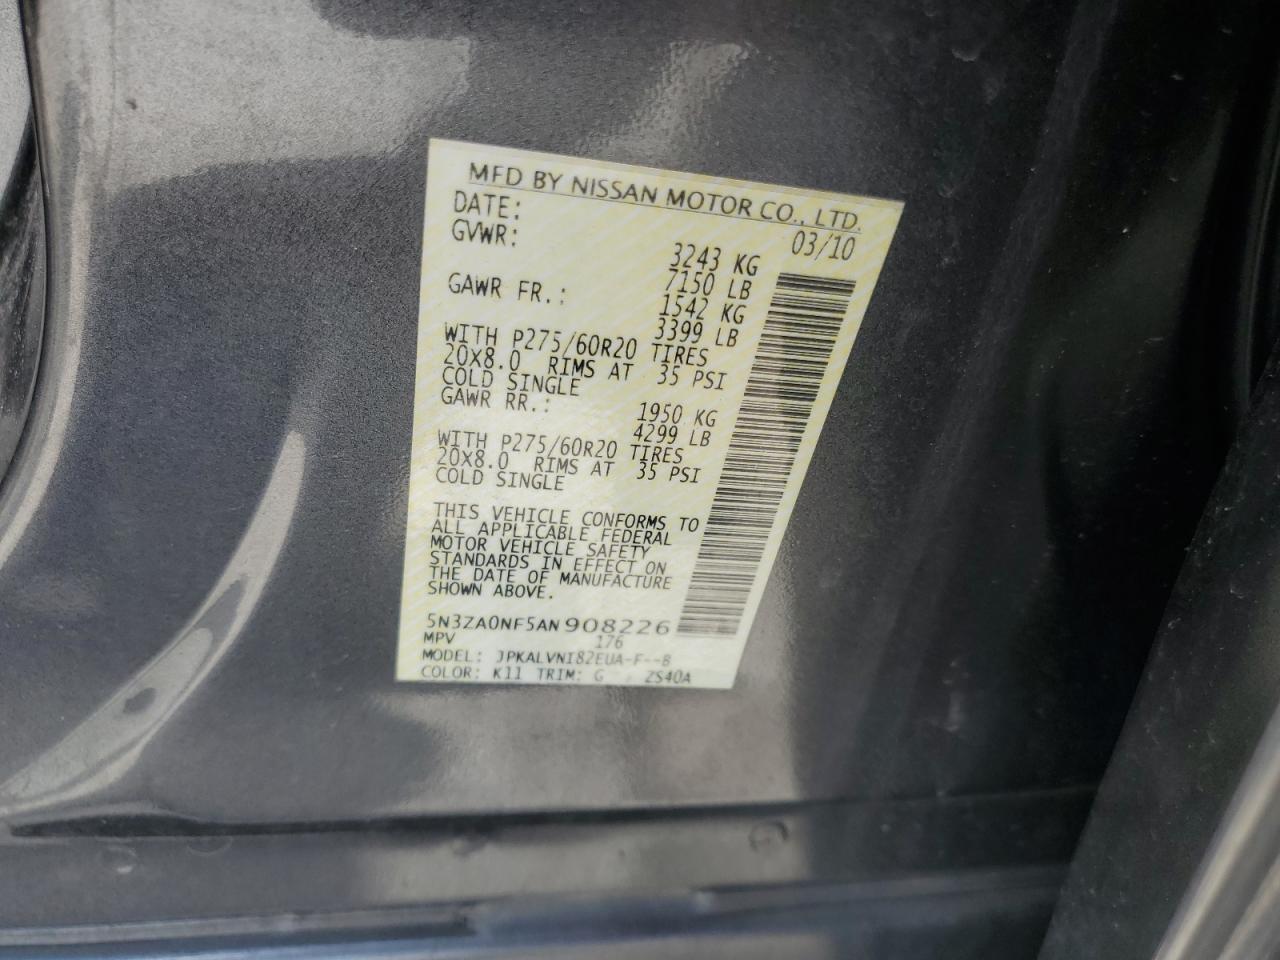 MFD BY NISSAN MOTOR CO., LTD.
DATE: 03/10
GVWR: 3243 KG
7150 LB
GAWR FR.: 1542 KG
3399 LB
WITH P275/60R20 TIRES
20X8.0 RIMS AT 35 PSI
COLD SINGLE
GAWR RR.: 1950 KG
4299 LB
WITH P275/60R20 TIRES
20X8.0 RIMS AT 35 PSI
COLD SINGLE
THIS VEHICLE CONFORMS TO
ALL APPLICABLE FEDERAL
MOTOR VEHICLE SAFETY
STANDARDS IN EFFECT ON
THE DATE OF MANUFACTURE
SHOWN ABOVE.
5N3ZA0NF5AN908226
MPV 176
MODEL: JPKALVNI82EUA-F--B
COLOR: K11 TRIM: G ZS40A